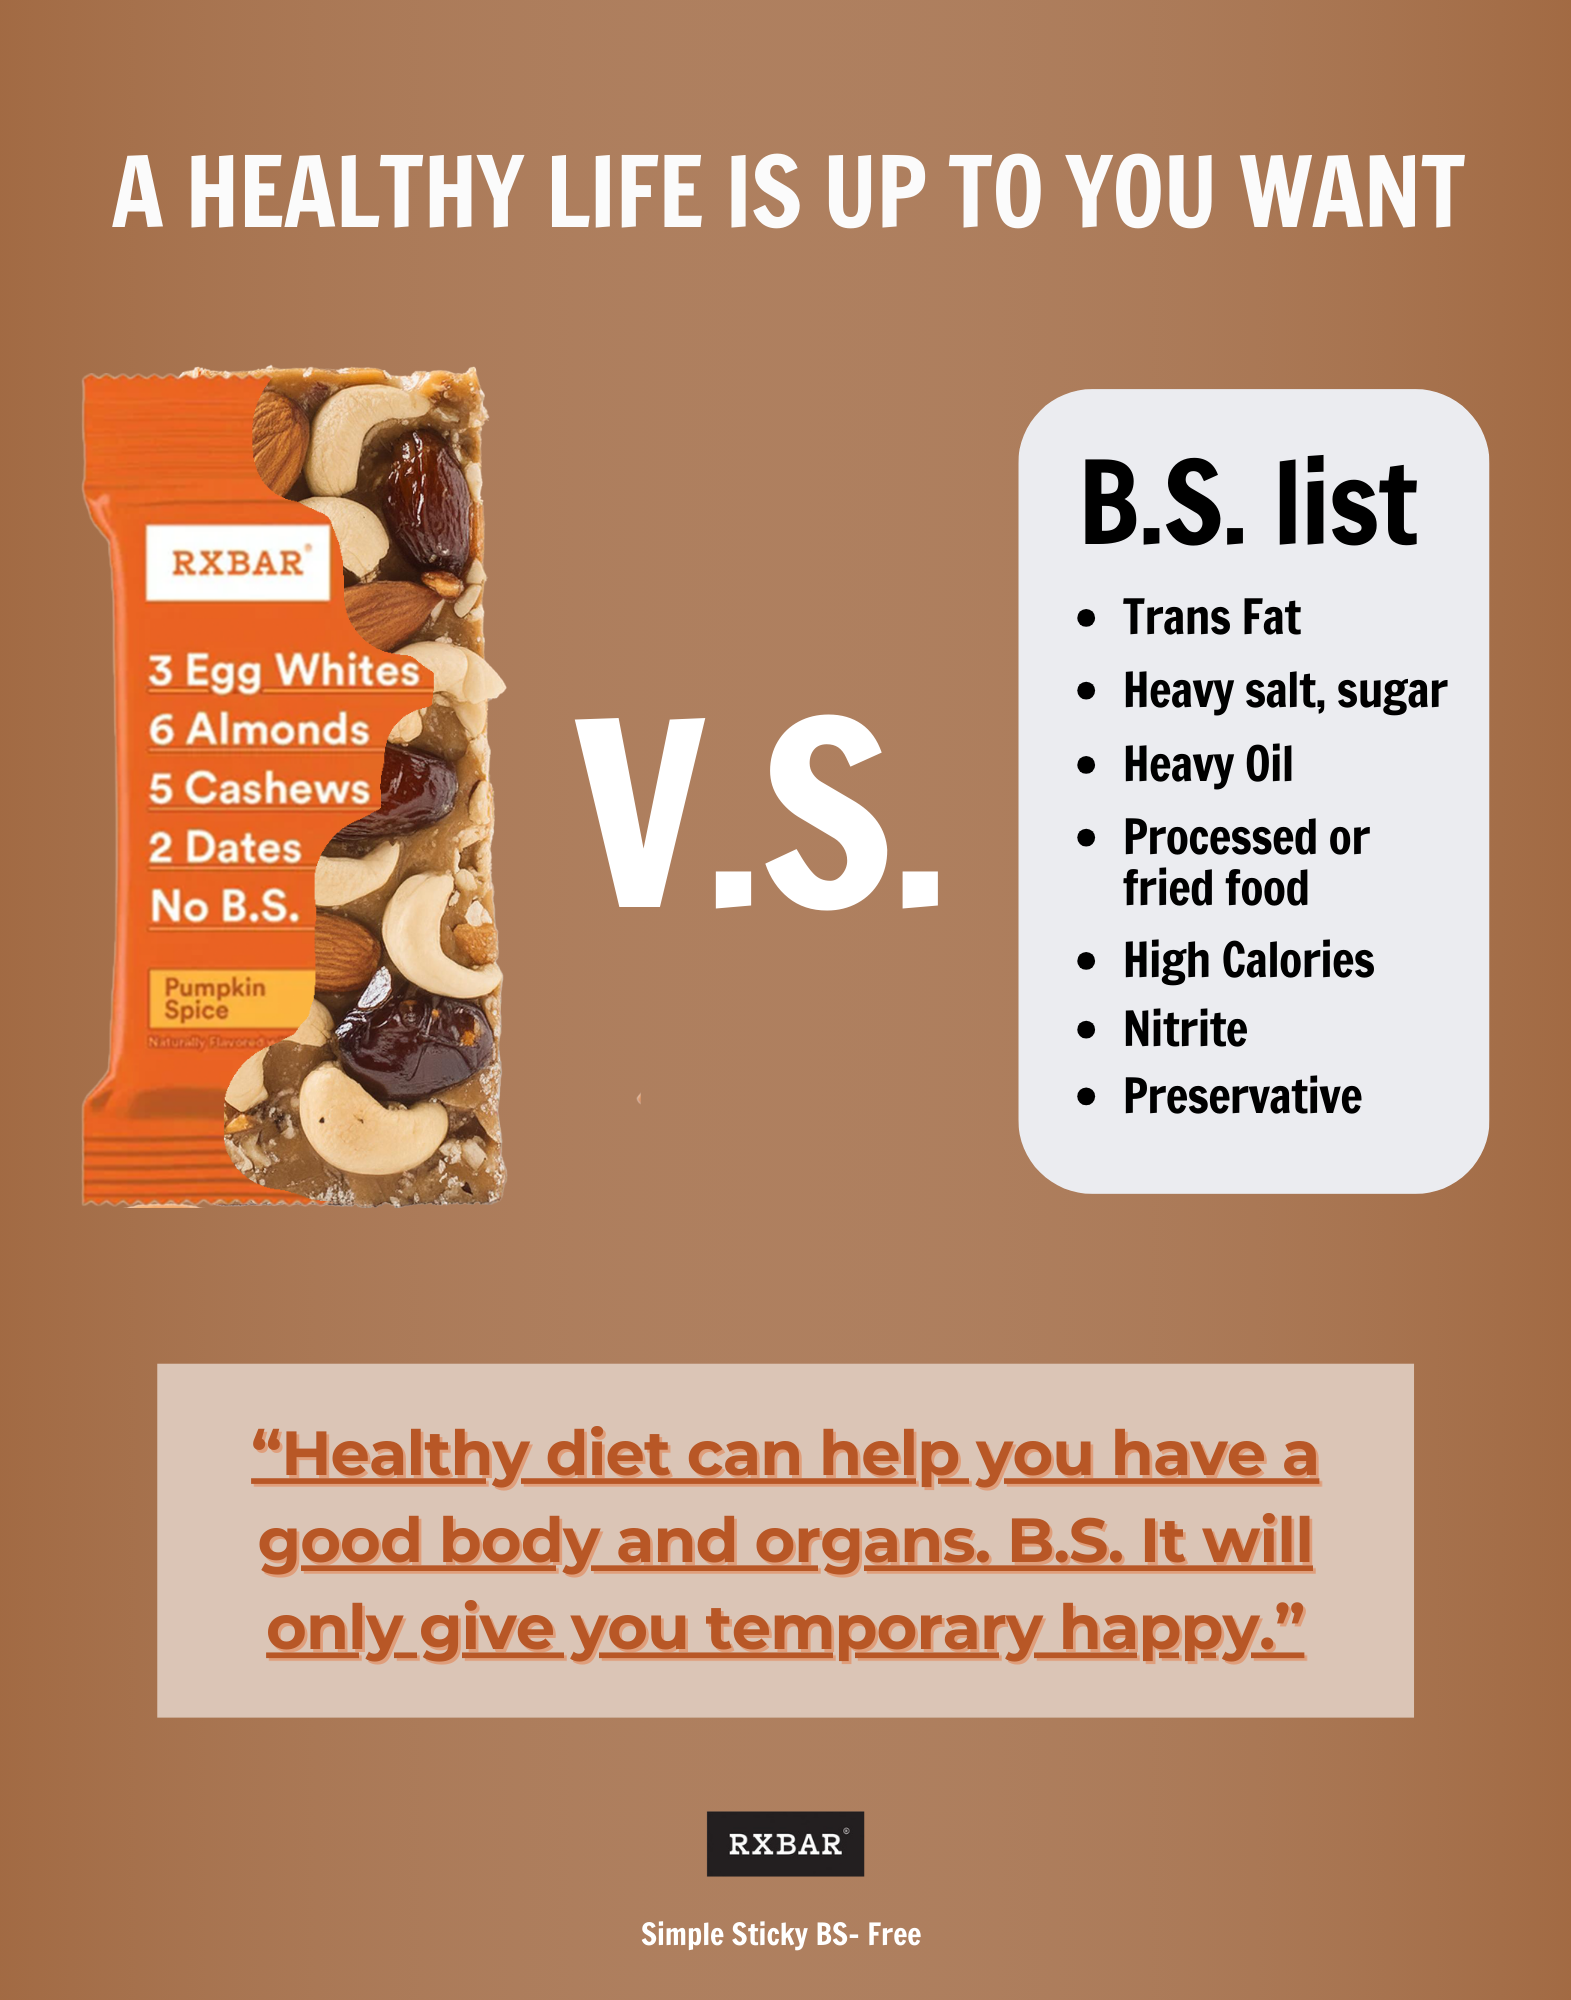 A HEALTHY LIFE IS UP TO YOU WANT
RXBAR®
3 Egg Whites
6 Almonds
5 Cashews
2 Dates
No B.S.
Pumpkin
Spice
Naturally Flavored
V.S.
B.S. list
• Trans Fat
• Heavy salt, sugar
• Heavy Oil
• Processed or
fried food
• High Calories
• Nitrite
• Preservative
“Healthy diet can help you have a
good body and organs. B.S. It will
only give you temporary happy.”
RXBAR®
Simple Sticky BS- Free